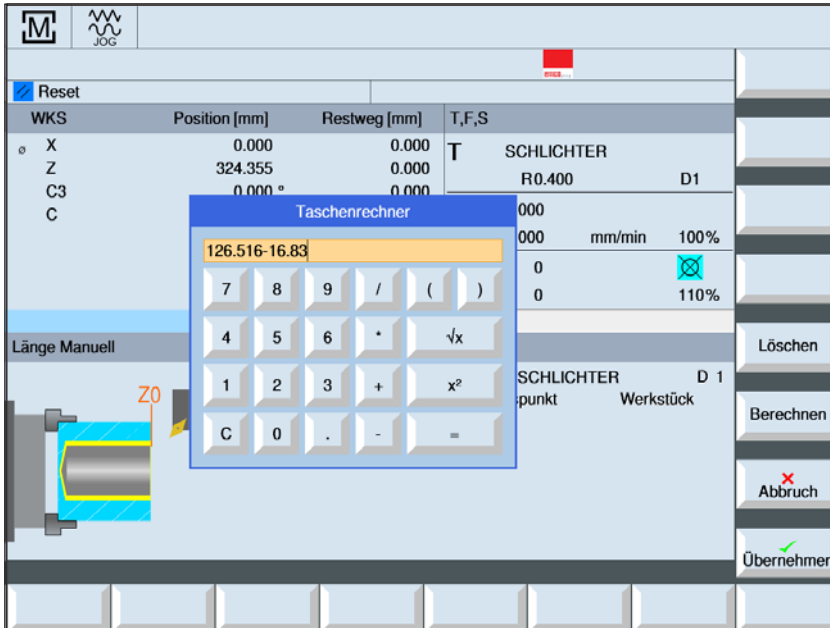 M
JOG
Reset
WKS Position [mm] Restweg [mm] T,F,S
ø X 0.000 0.000 T SCHLICHTER
Z 324.355 0.000 R0.400 D1
C3 0.000 ° 0.000
C 000
Taschenrechner
000 mm/min 100%
126.516-16.83
0
0 110%
7 8 9 / ( )
4 5 6 * √x
1 2 3 + x²
C 0 . - =
Länge Manuell
SCHLICHTER D 1
Werkstück
Z0
Löschen
Berechnen
Abbruch
Übernehmen